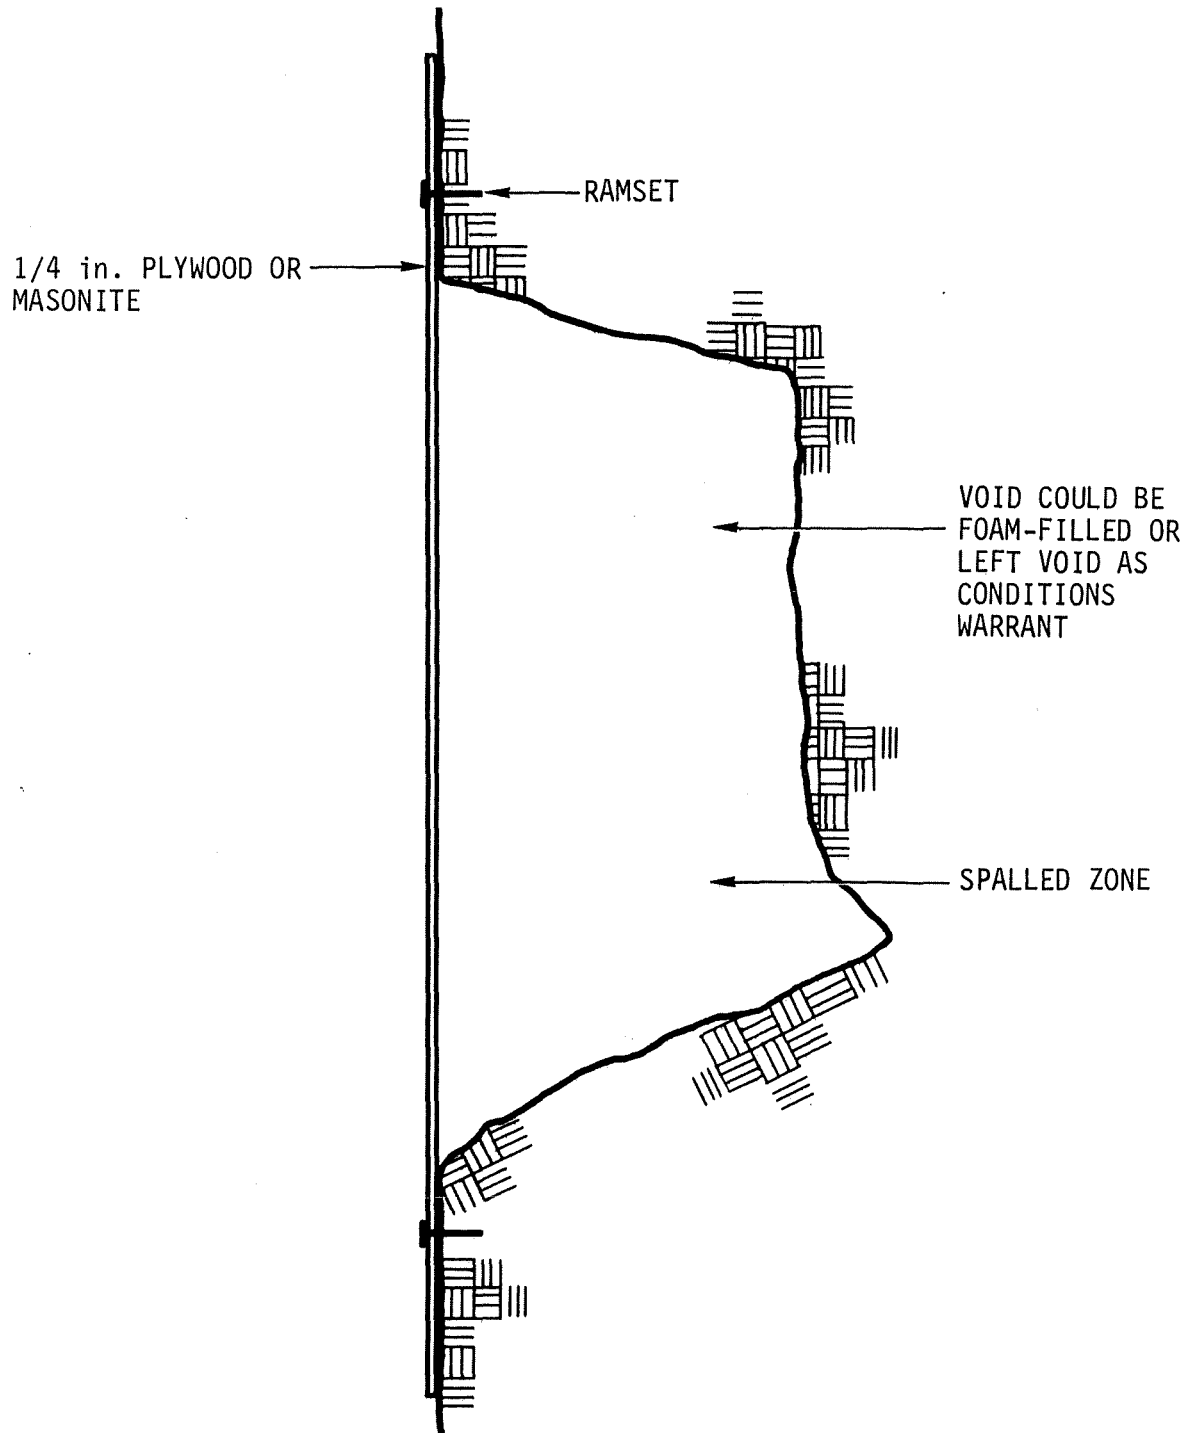 RAMSET
1/4 in. PLYWOOD OR
MASONITE
VOID COULD BE
FOAM-FILLED OR
LEFT VOID AS
CONDITIONS
WARRANT
SPALLED ZONE